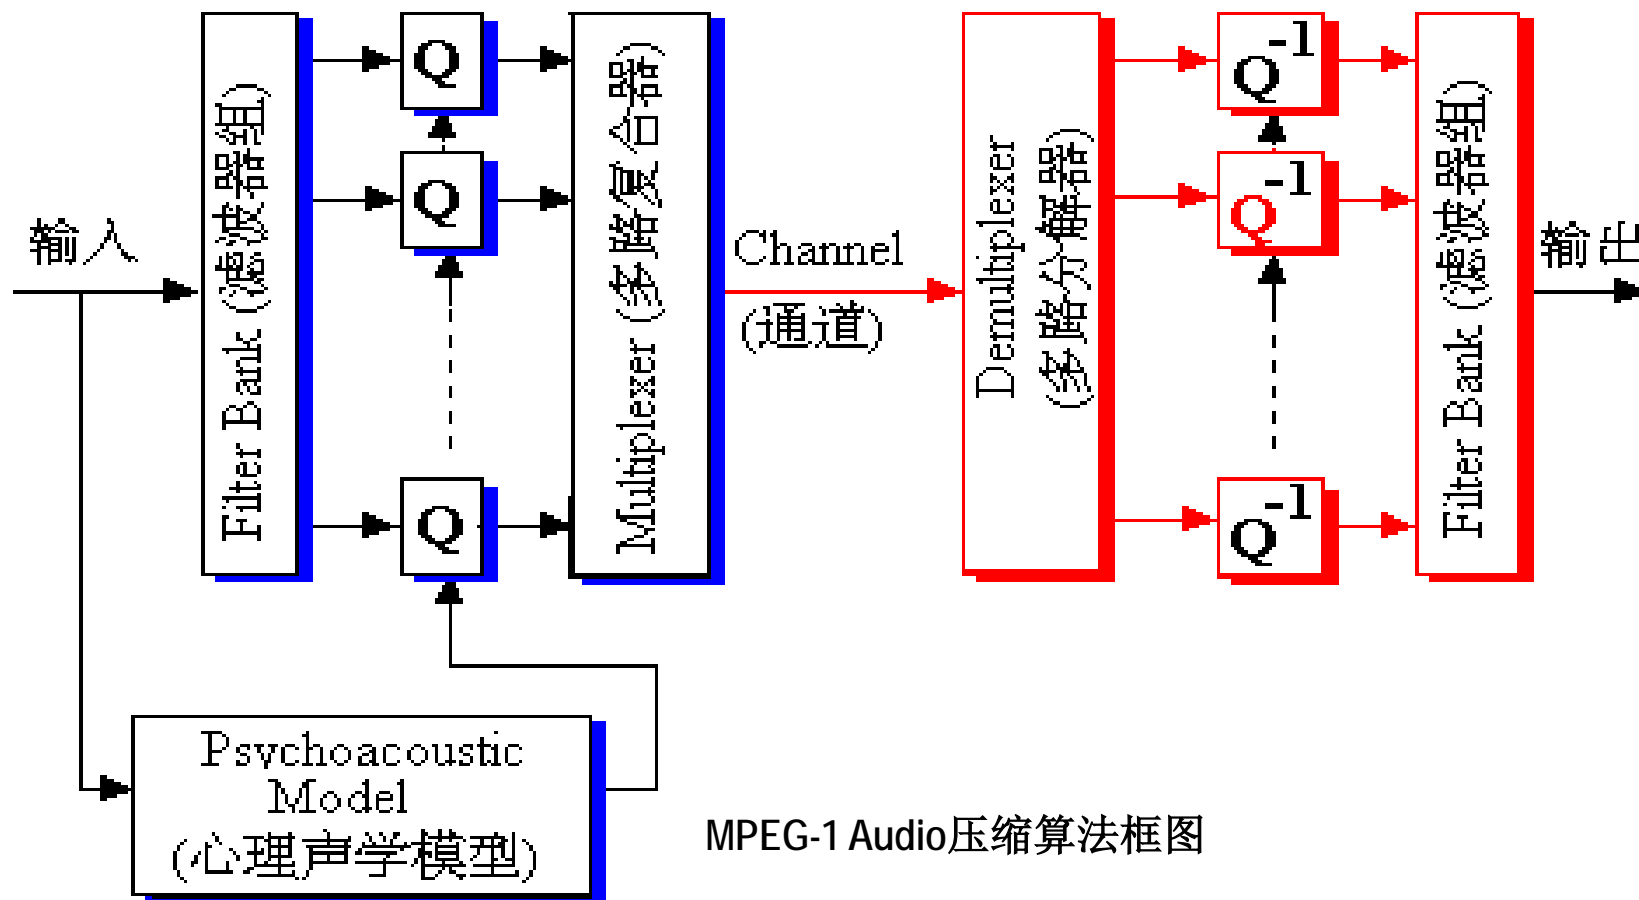 输入
Filter Bank (滤波器组)
Q
Q
Q
Multiplexer (多路复合器)
Channel
(通道)
Demultiplexer
(多路分解器)
Q-1
Q-1
Q-1
Filter Bank (滤波器组)
输出
Psychoacoustic
Model
(心理声学模型)
MPEG-1 Audio压缩算法框图